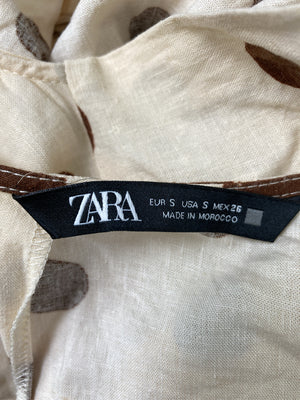 ZARA
EUR S USA S MEX 26
MADE IN MOROCCO